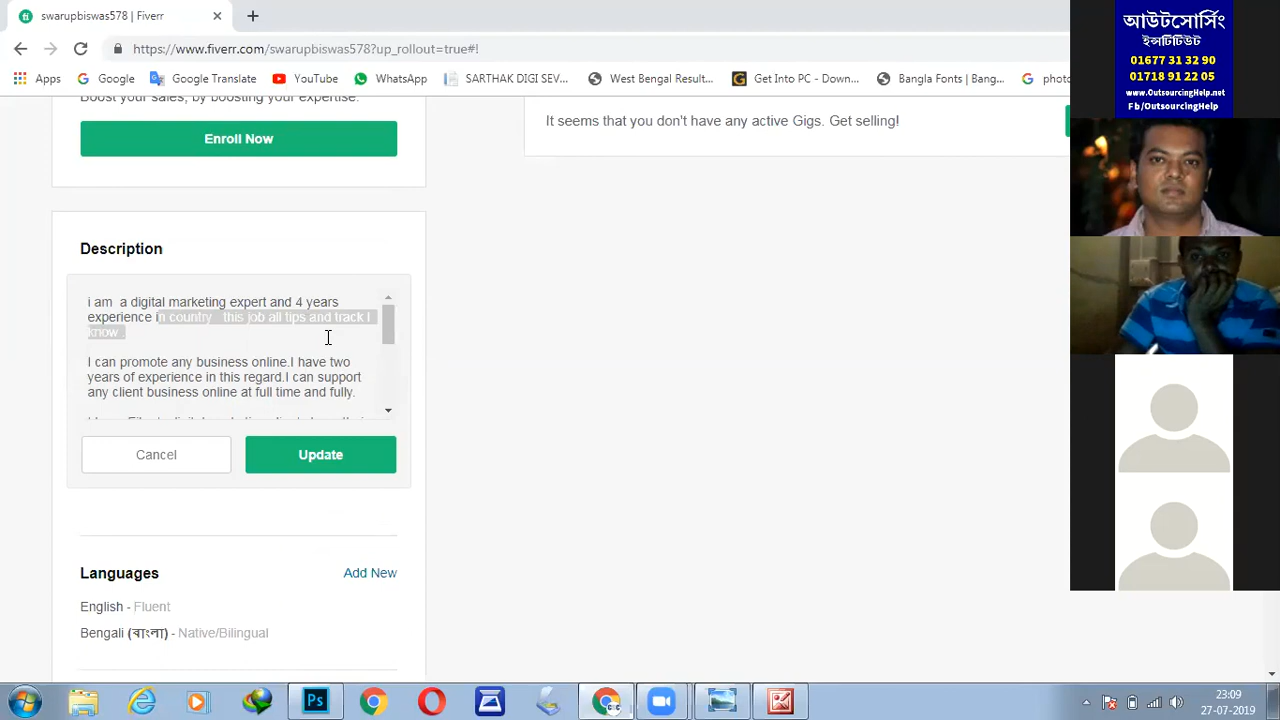 swarupbiswas578 | Fiverr
https://www.fiverr.com/swarupbiswas578?up_rollout=true#!
Apps Google Google Translate YouTube WhatsApp SARTHAK DIGI SEV... West Bengal Result... Get Into PC - Down... Bangla Fonts | Bang... photo
Boost your sales, by boosting your expertise.
Enroll Now
It seems that you don't have any active Gigs. Get selling!
Description
i am a digital marketing expert and 4 years
experience in country this job all tips and track I
know
I can promote any business online.I have two
years of experience in this regard.I can support
any client business online at full time and fully.
Cancel
Update
Languages
Add New
English - Fluent
Bengali (বাংলা) - Native/Bilingual
আউটসোর্সিং
ইন্সটিটিউট
01677 31 32 90
01718 91 22 05
www.OutsourcingHelp.net
Fb/OutsourcingHelp
Ps
23:09
27-07-2019